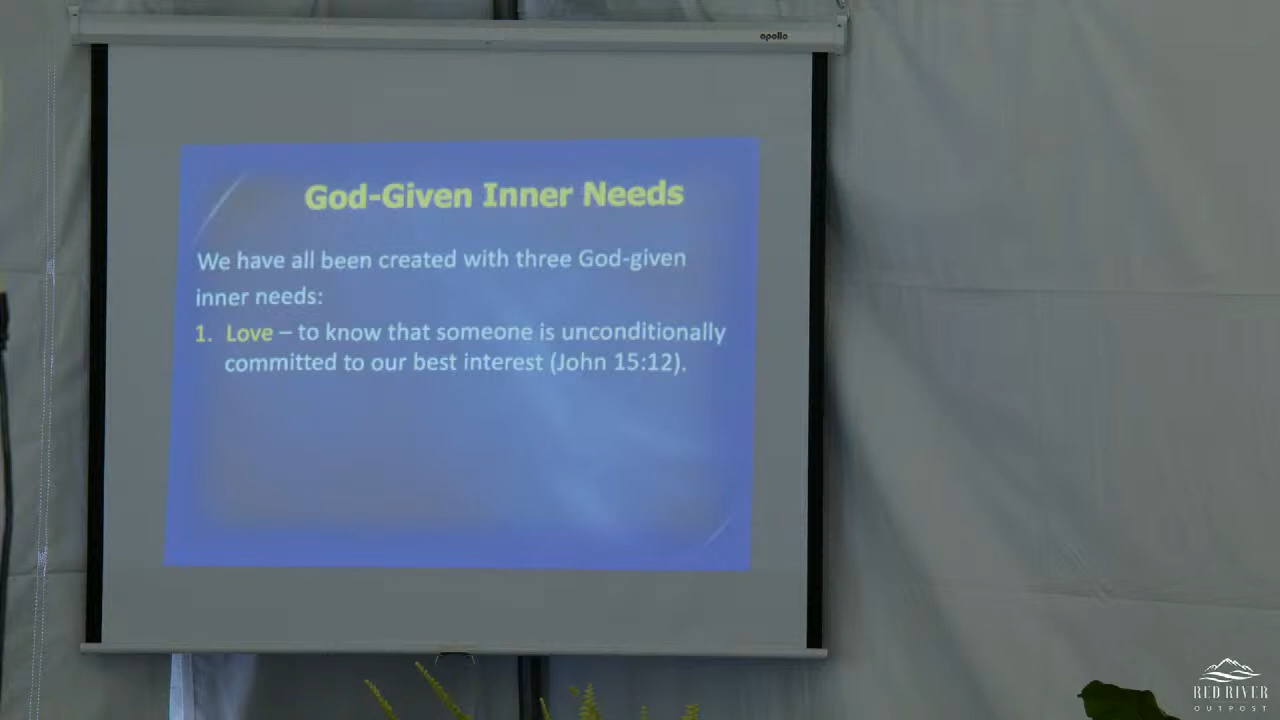 apollo
God-Given Inner Needs
We have all been created with three God-given
inner needs:
1. Love – to know that someone is unconditionally
committed to our best interest (John 15:12).
RED RIVER
OUTPOST